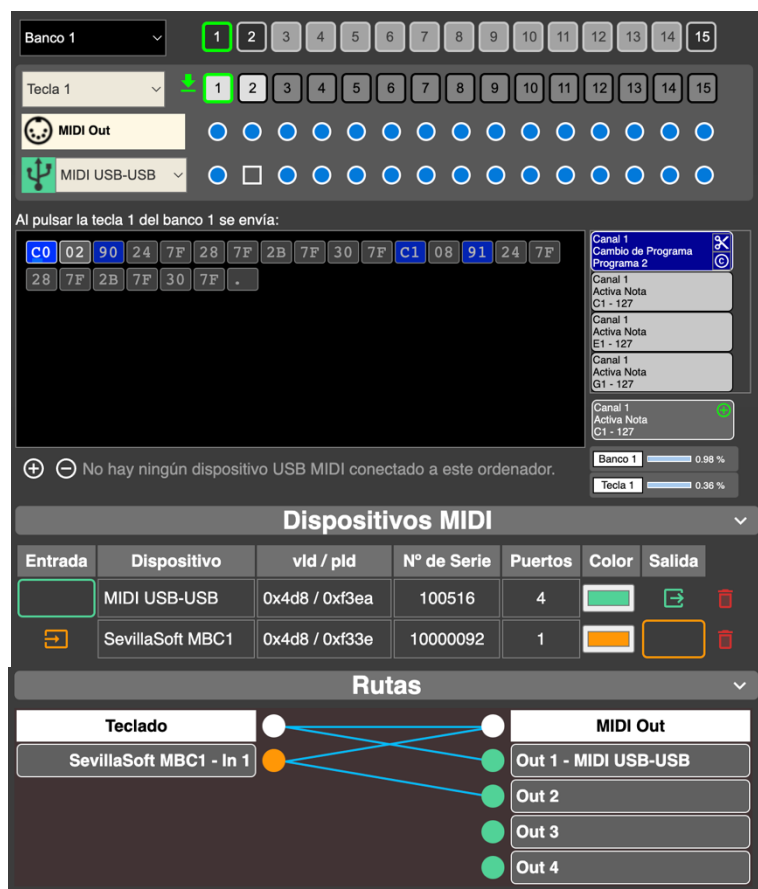 Banco 1 1 2 3 4 5 6 7 8 9 10 11 12 13 14 15
Tecla 1 1 2 3 4 5 6 7 8 9 10 11 12 13 14 15
MIDI Out
MIDI USB-USB
Al pulsar la tecla 1 del banco 1 se envía:
C0 02 90 24 7F 28 7F 2B 7F 30 7F C1 08 91 24 7F
28 7F 2B 7F 30 7F .
Canal 1
Cambio de Programa
Programa 2
©
Canal 1
Activa Nota
C1 - 127
Canal 1
Activa Nota
E1 - 127
Canal 1
Activa Nota
G1 - 127
Canal 1
Activa Nota
C1 - 127
No hay ningún dispositivo USB MIDI conectado a este ordenador.
Banco 1 0.98 %
Tecla 1 0.36 %
Dispositivos MIDI
Entrada Dispositivo vId / pId Nº de Serie Puertos Color Salida
MIDI USB-USB 0x4d8 / 0xf3ea 100516 4
SevillaSoft MBC1 0x4d8 / 0xf33e 10000092 1
Rutas
Teclado MIDI Out
SevillaSoft MBC1 - In 1 Out 1 - MIDI USB-USB
Out 2
Out 3
Out 4